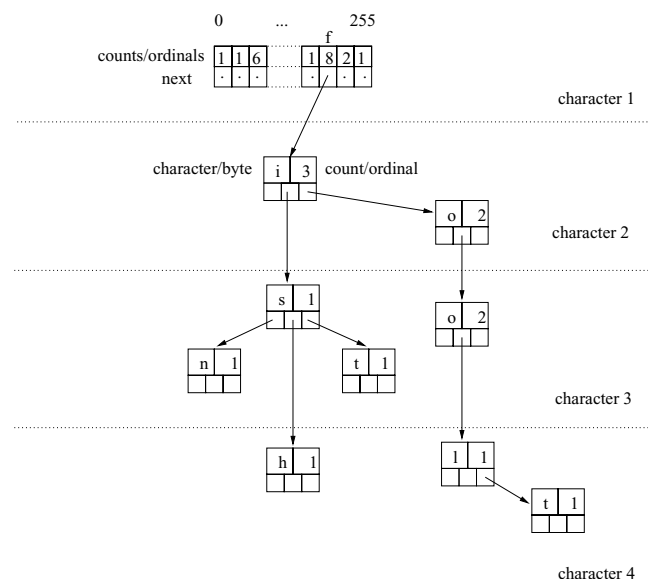 0 ... 255
f
counts/ordinals 1 1 6 1 8 2 1
next . . . . . . .
character 1
character/byte i 3 count/ordinal
o 2
character 2
s 1
o 2
n 1 t 1
character 3
h 1 l 1
t 1
character 4